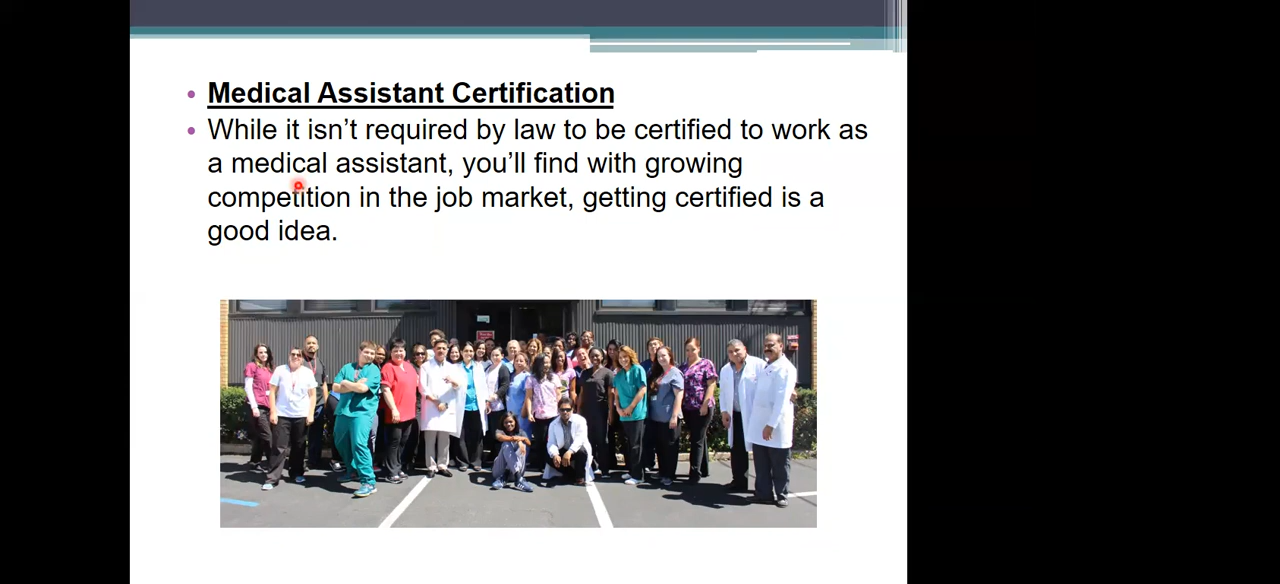 Medical Assistant Certification
While it isn’t required by law to be certified to work as
a medical assistant, you’ll find with growing
competition in the job market, getting certified is a
good idea.